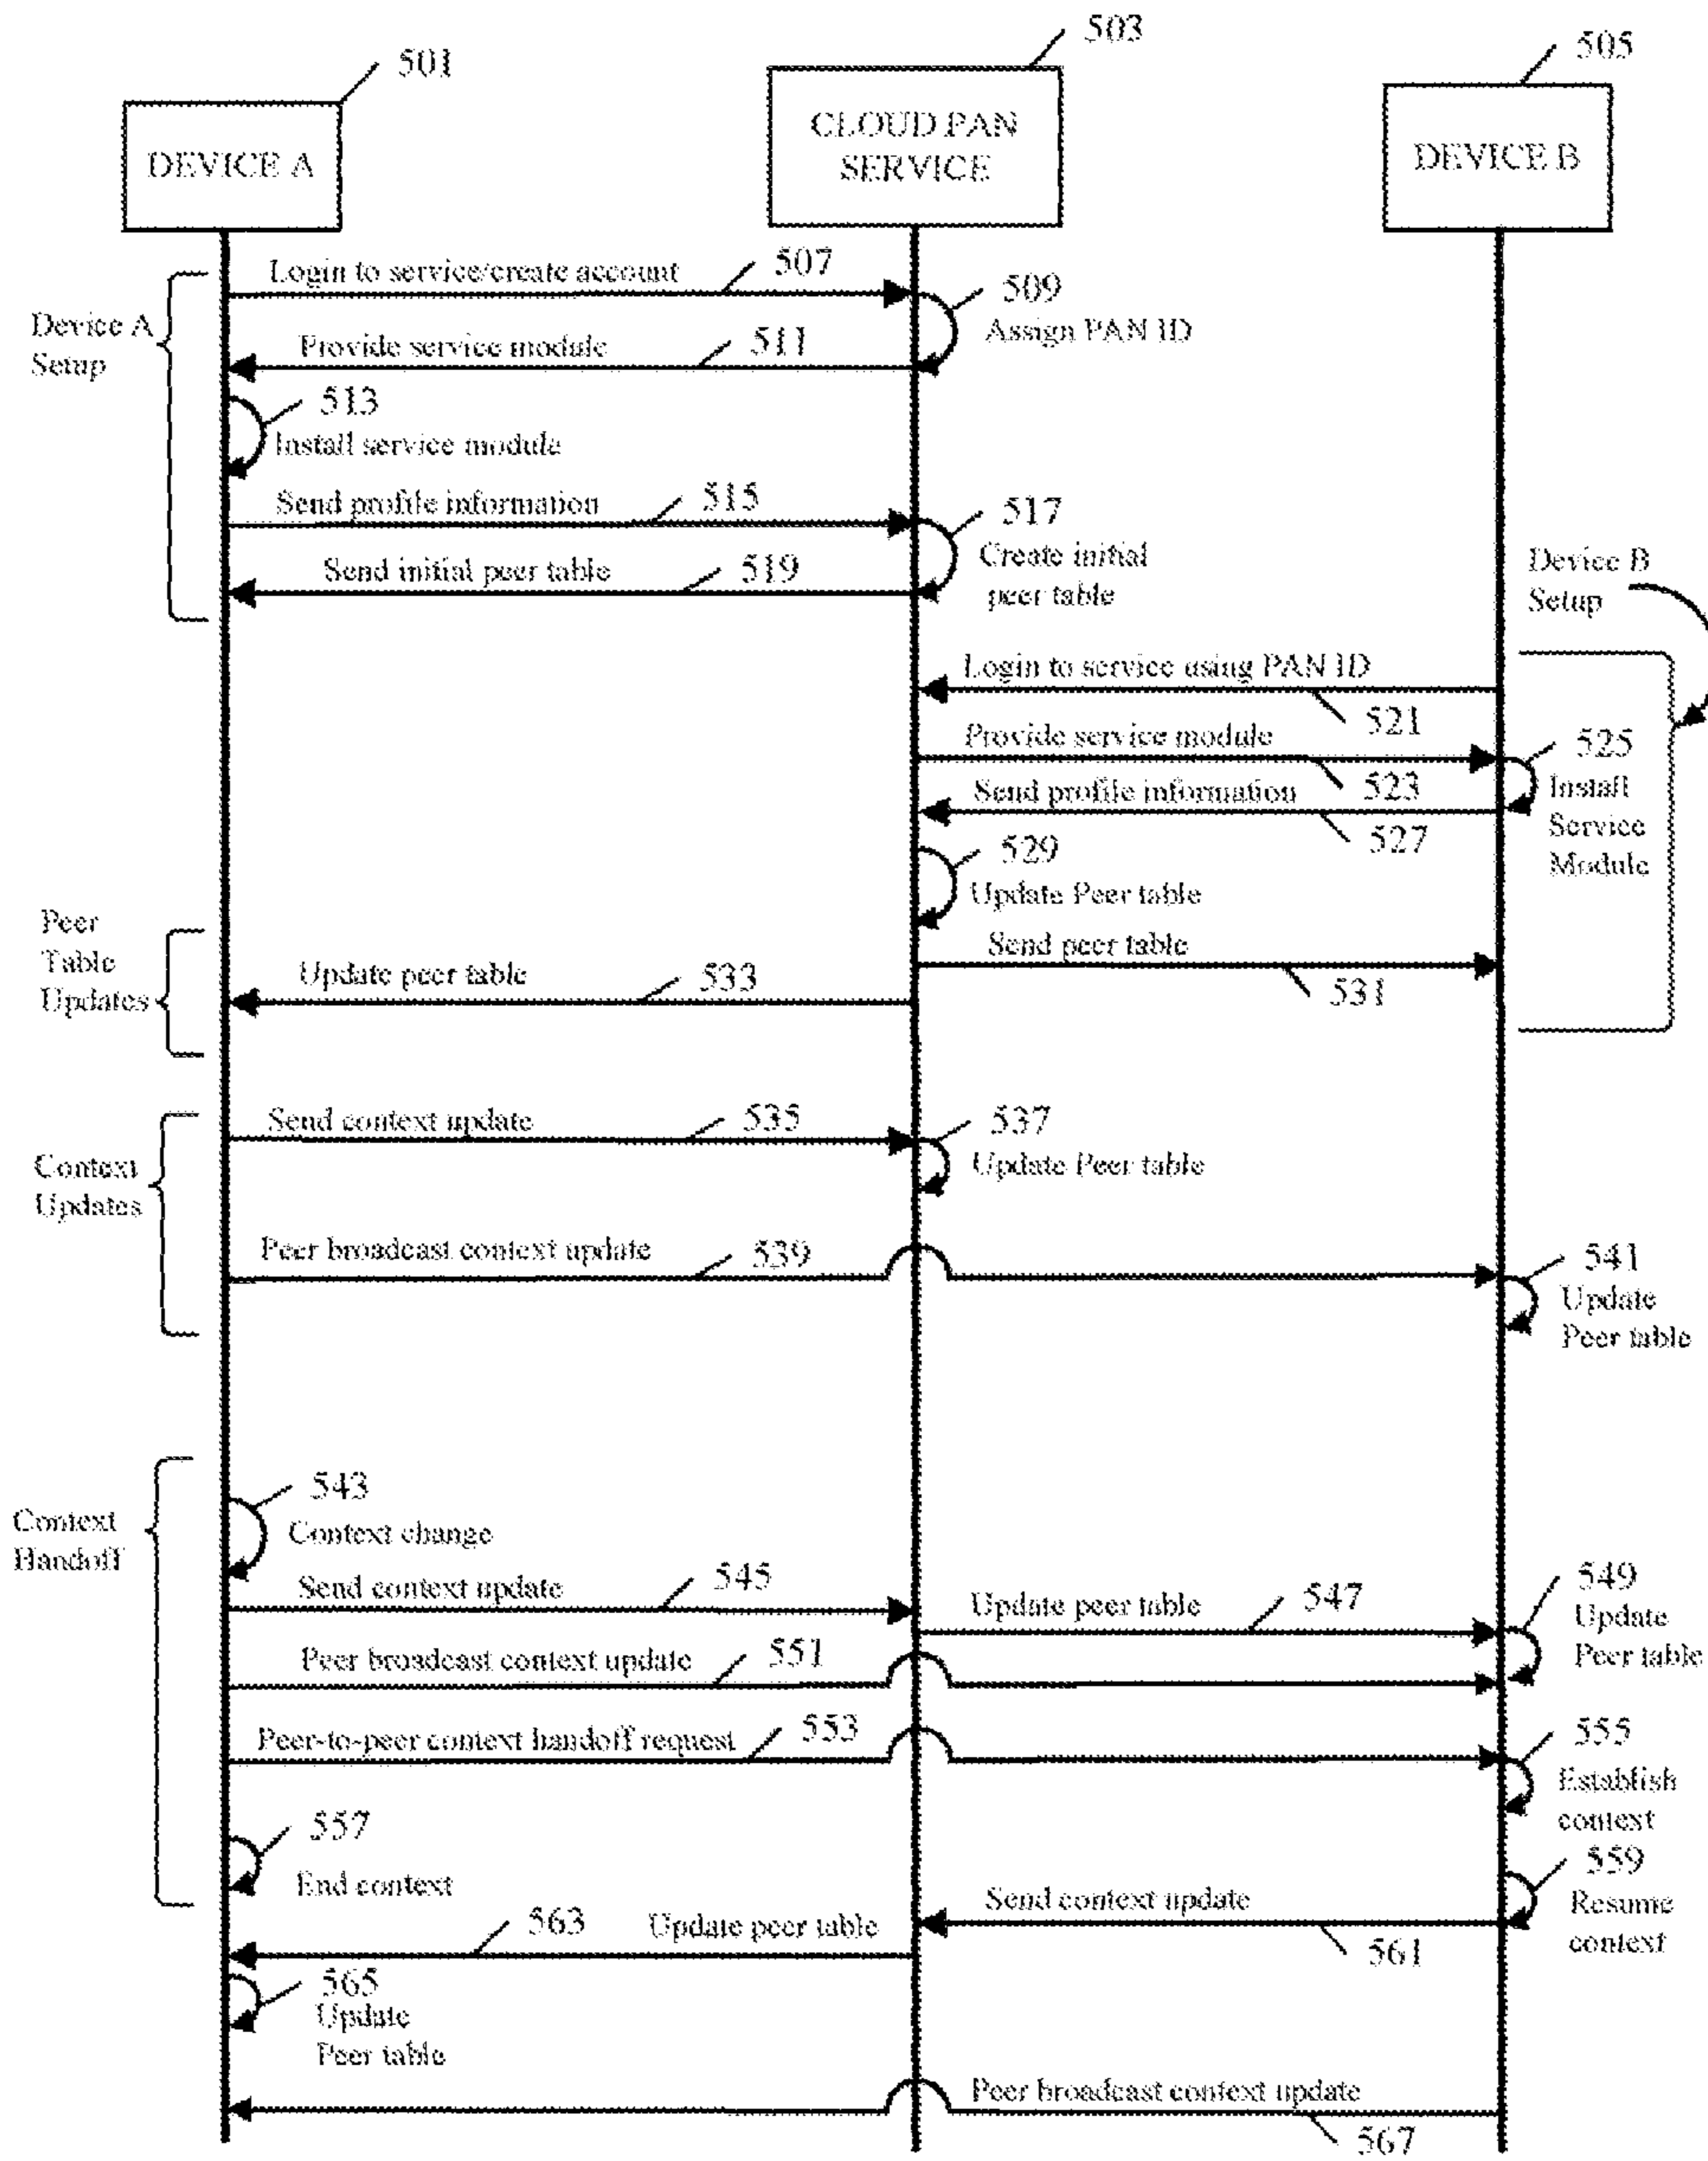 501
503
505
DEVICE A
CLOUD PAN
SERVICE
DEVICE B
Login to service/create account
507
509
Assign PAN ID
Device A
Setup
Provide service module
511
513
Install service module
Send profile information
515
517
Create initial
peer table
Send initial peer table
519
Device B
Setup
Login to service using PAN ID
521
Provide service module
523
525
Install
Service
Module
Send profile information
527
529
Update Peer table
Peer
Table
Updates
Send peer table
531
Update peer table
533
Send context update
535
537
Update Peer table
Context
Updates
Peer broadcast context update
539
541
Update
Peer table
Context
Handoff
543
Context change
Send context update
545
Update peer table
547
549
Update
Peer table
Peer broadcast context update
551
Peer-to-peer context handoff request
553
555
Establish
context
557
End context
559
Resume
context
Send context update
561
563
Update peer table
565
Update
Peer table
Peer broadcast context update
567